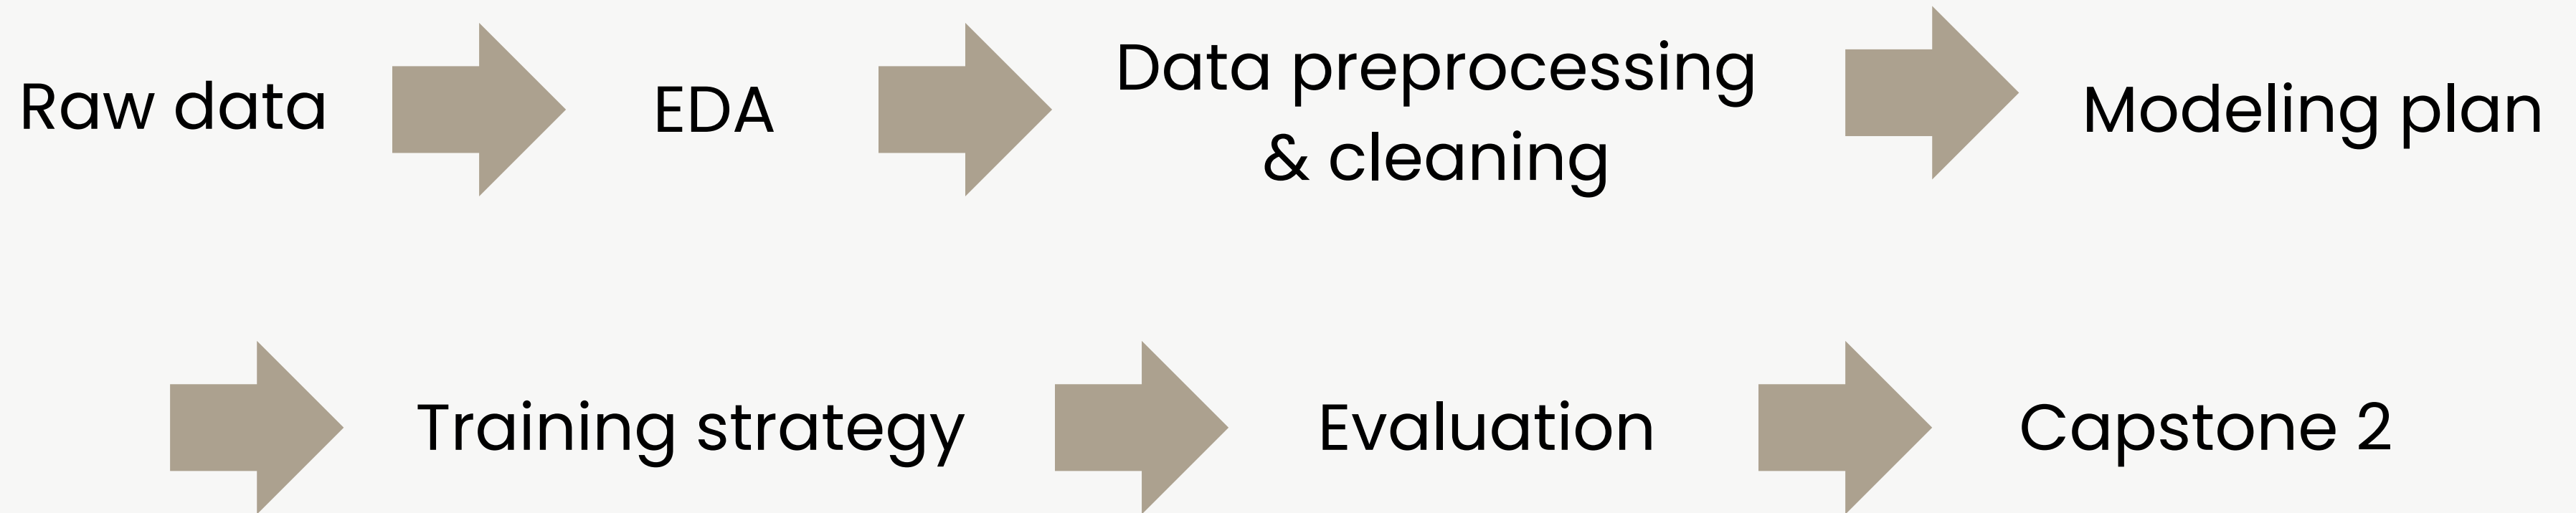 Raw data
EDA
Data preprocessing
& cleaning
Modeling plan
Training strategy
Evaluation
Capstone 2